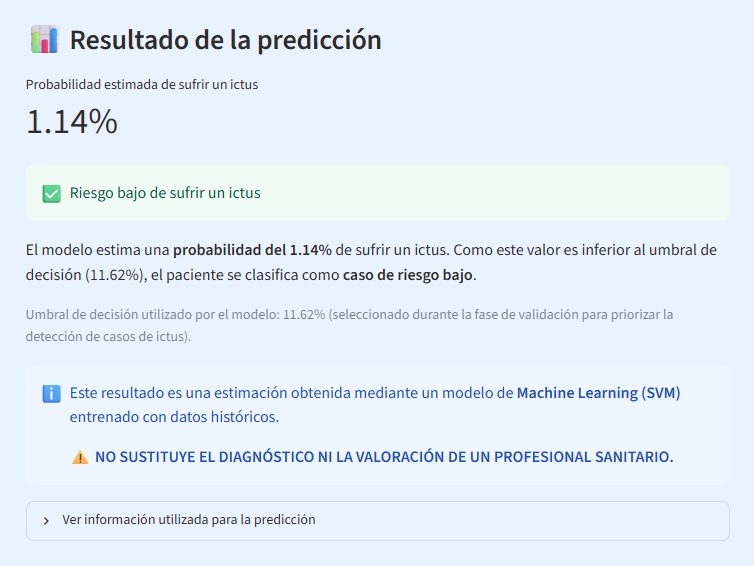 Resultado de la predicción
Probabilidad estimada de sufrir un ictus
1.14%
Riesgo bajo de sufrir un ictus
El modelo estima una probabilidad del 1.14% de sufrir un ictus. Como este valor es inferior al umbral de
decisión (11.62%), el paciente se clasifica como caso de riesgo bajo.
Umbral de decisión utilizado por el modelo: 11.62% (seleccionado durante la fase de validación para priorizar la
detección de casos de ictus).
Este resultado es una estimación obtenida mediante un modelo de Machine Learning (SVM)
entrenado con datos históricos.
NO SUSTITUYE EL DIAGNÓSTICO NI LA VALORACIÓN DE UN PROFESIONAL SANITARIO.
Ver información utilizada para la predicción